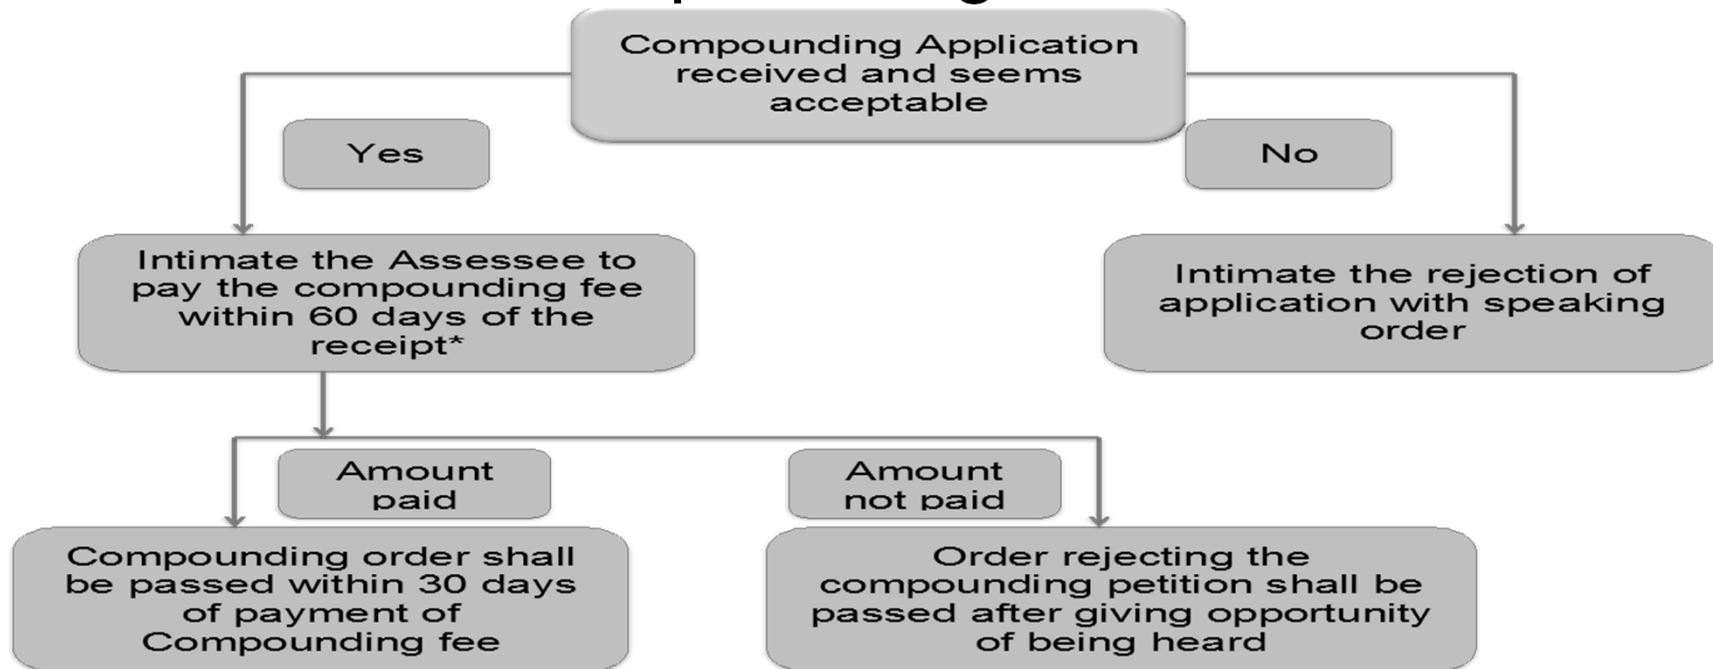 Compounding Application
received and seems
acceptable
Yes
No
Intimate the Assessee to
pay the compounding fee
within 60 days of the
receipt*
Intimate the rejection of
application with speaking
order
Amount
paid
Amount
not paid
Compounding order shall
be passed within 30 days
of payment of
Compounding fee
Order rejecting the
compounding petition shall be
passed after giving opportunity
of being heard